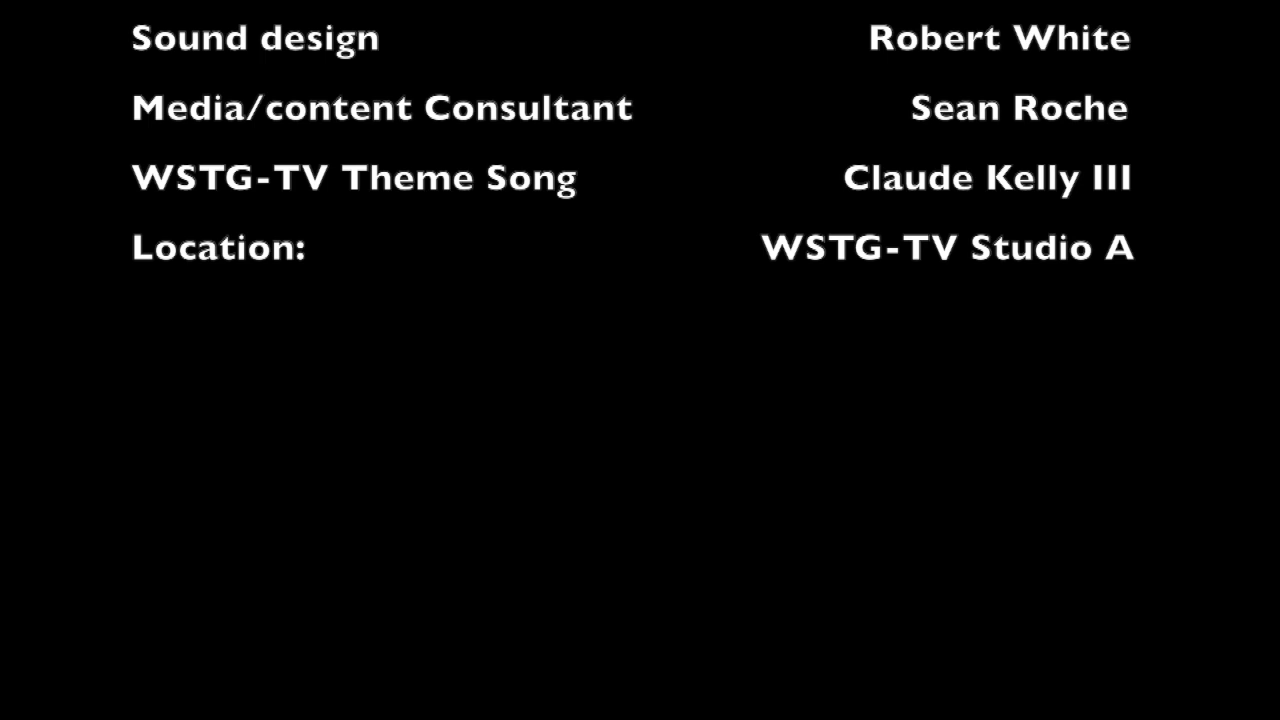 Sound design Robert White
Media/content Consultant Sean Roche
WSTG-TV Theme Song Claude Kelly III
Location: WSTG-TV Studio A